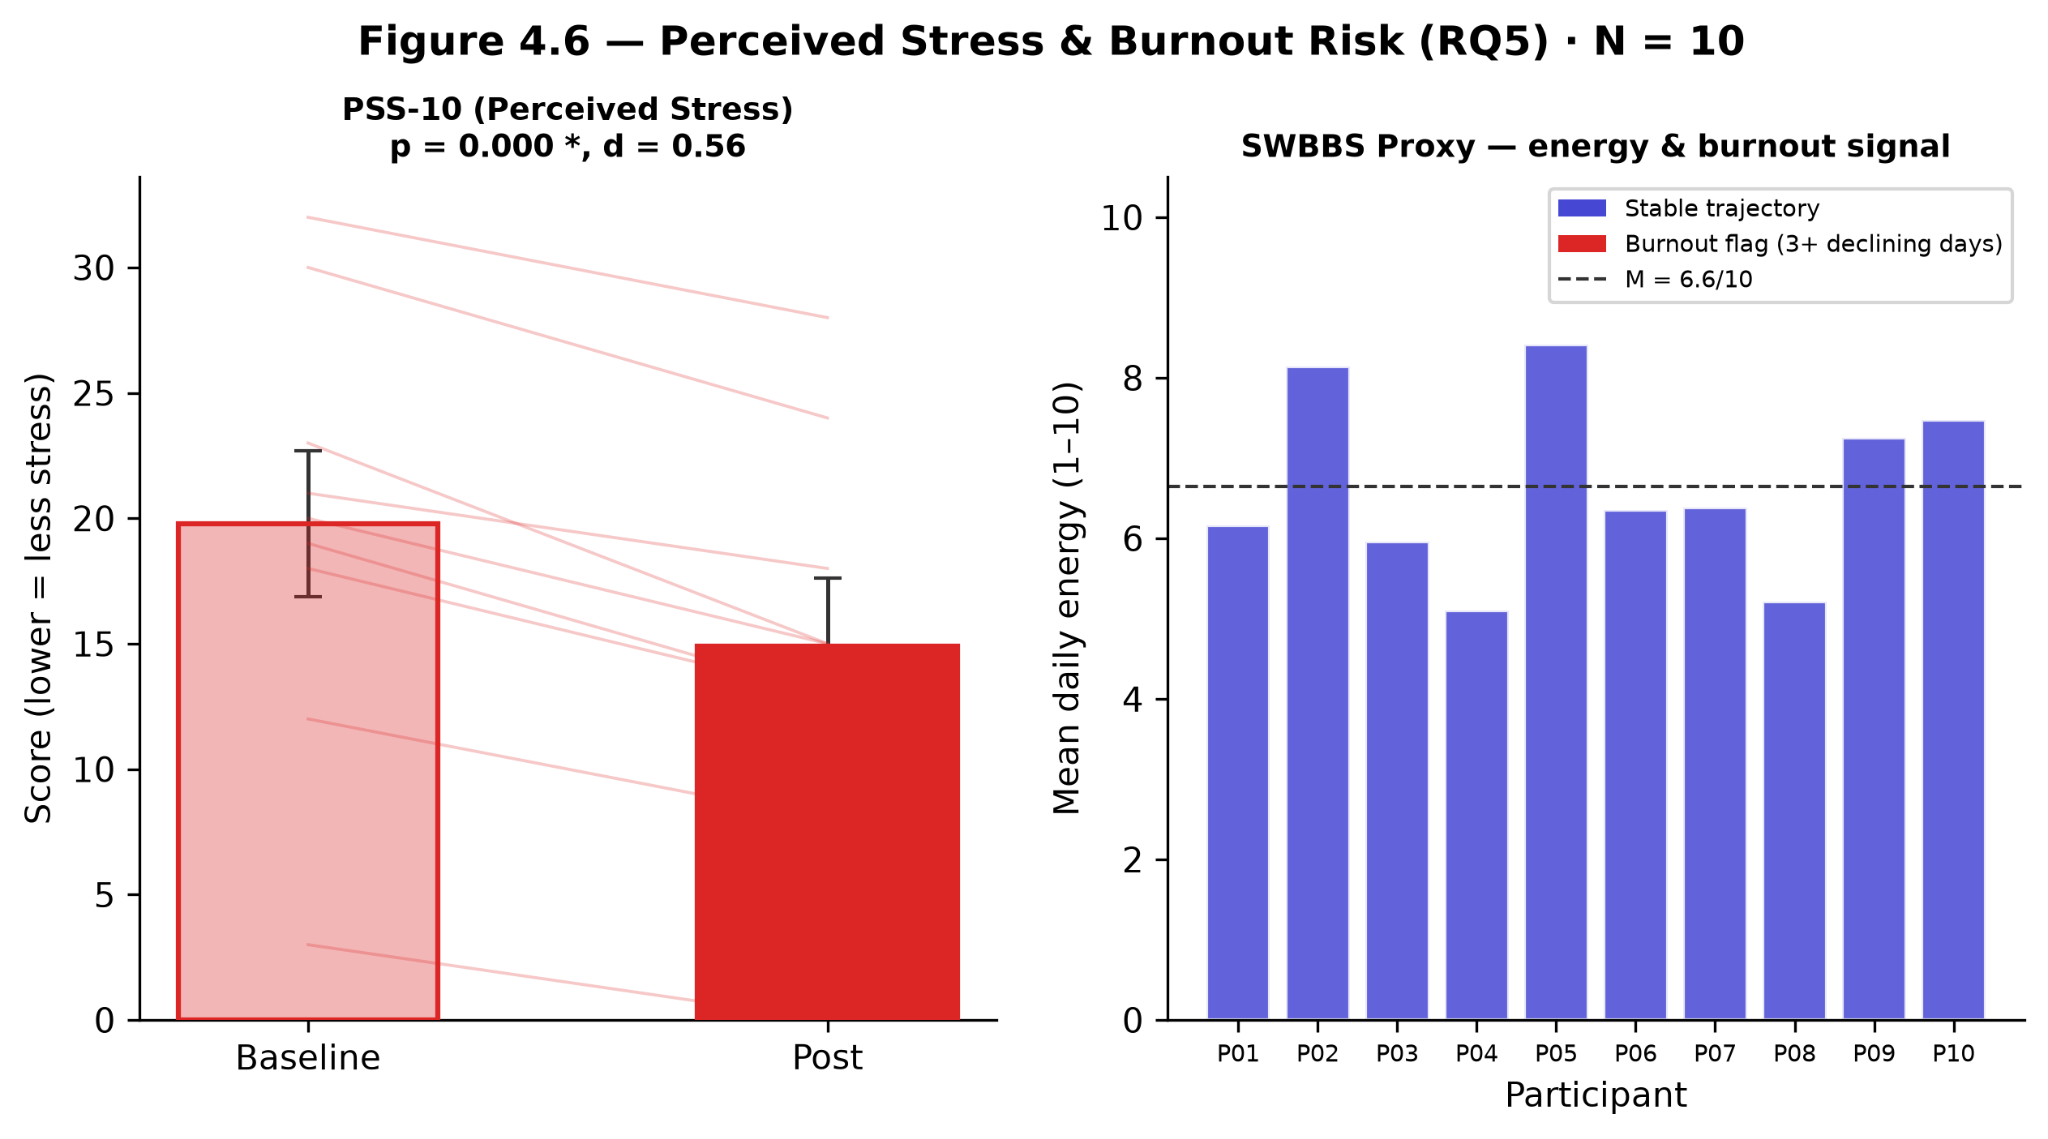 Figure 4.6 — Perceived Stress & Burnout Risk (RQ5) · N = 10
PSS-10 (Perceived Stress)
p = 0.000 *, d = 0.56
Score (lower = less stress)
30
25
20
15
10
5
0
Baseline
Post
SWBBS Proxy — energy & burnout signal
Stable trajectory
Burnout flag (3+ declining days)
M = 6.6/10
Mean daily energy (1–10)
10
8
6
4
2
0
P01
P02
P03
P04
P05
P06
P07
P08
P09
P10
Participant